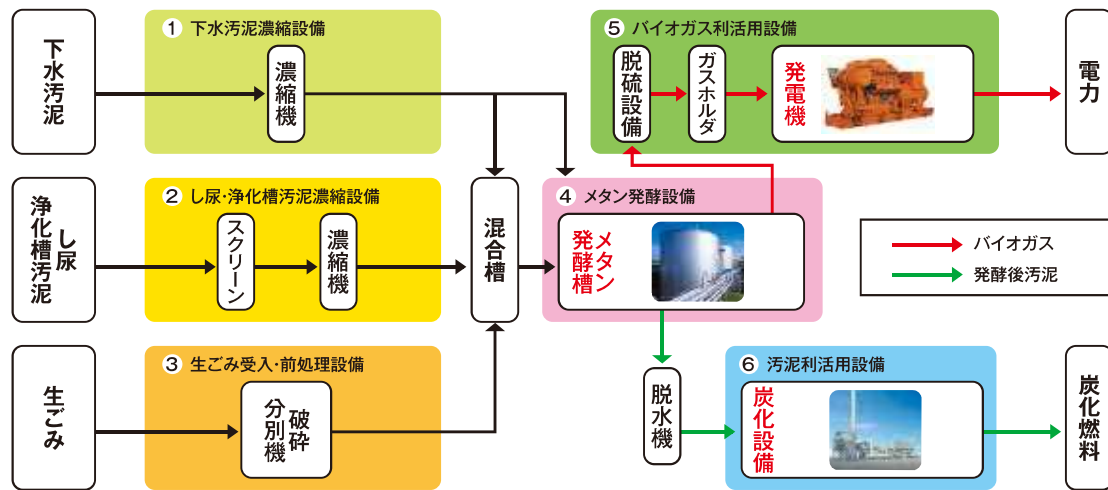 下水汚泥
① 下水汚泥濃縮設備
濃縮機
し尿
浄化槽汚泥
② し尿・浄化槽汚泥濃縮設備
スクリーン
濃縮機
生ごみ
③ 生ごみ受入・前処理設備
破砕
分別機
混合槽
④ メタン発酵設備
メタン
発酵槽
⑤ バイオガス利活用設備
脱硫設備
ガスホルダ
発電機
電力
バイオガス
発酵後汚泥
脱水機
⑥ 汚泥利活用設備
炭化設備
炭化燃料